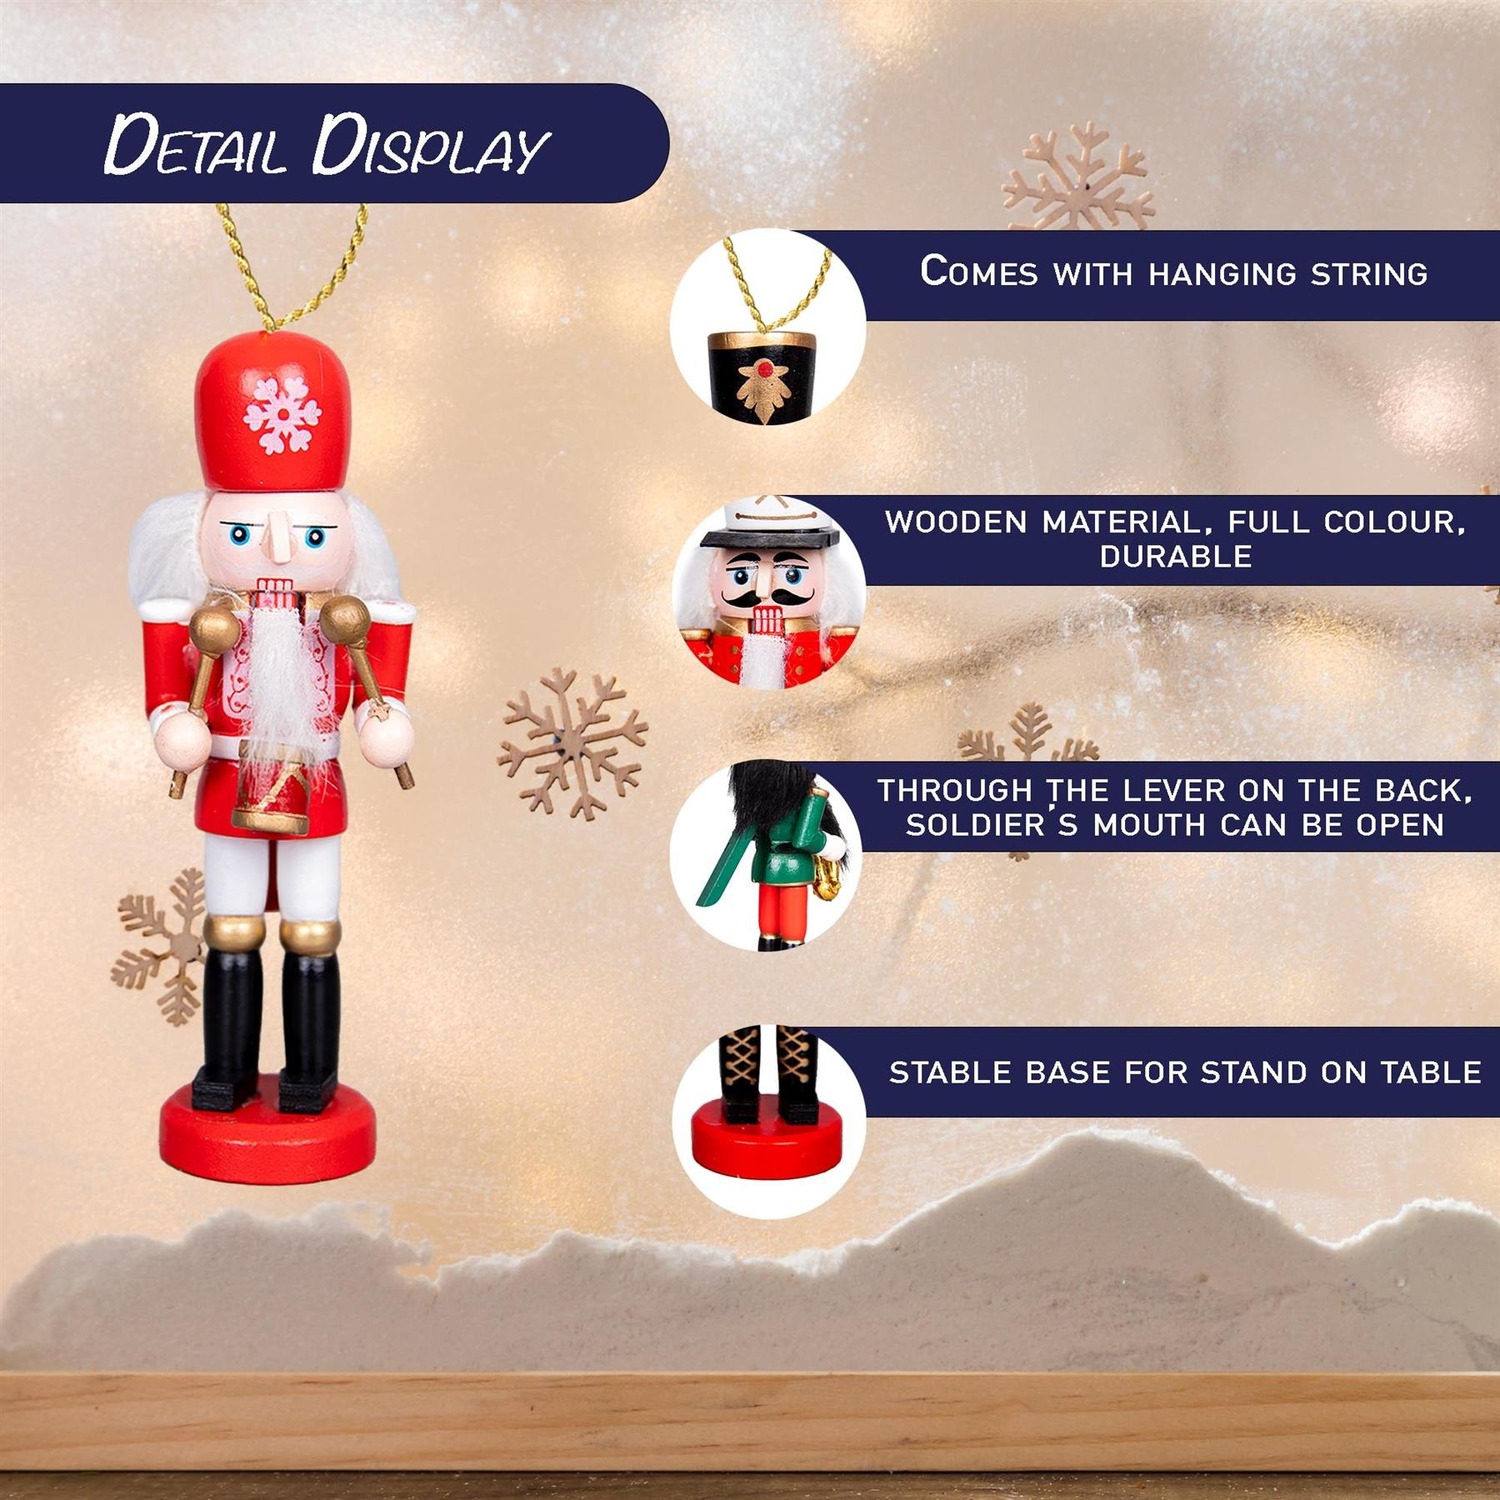 Detail Display
Comes with hanging string
WOODEN MATERIAL, FULL COLOUR,
DURABLE
THROUGH THE LEVER ON THE BACK,
SOLDIER'S MOUTH CAN BE OPEN
STABLE BASE FOR STAND ON TABLE